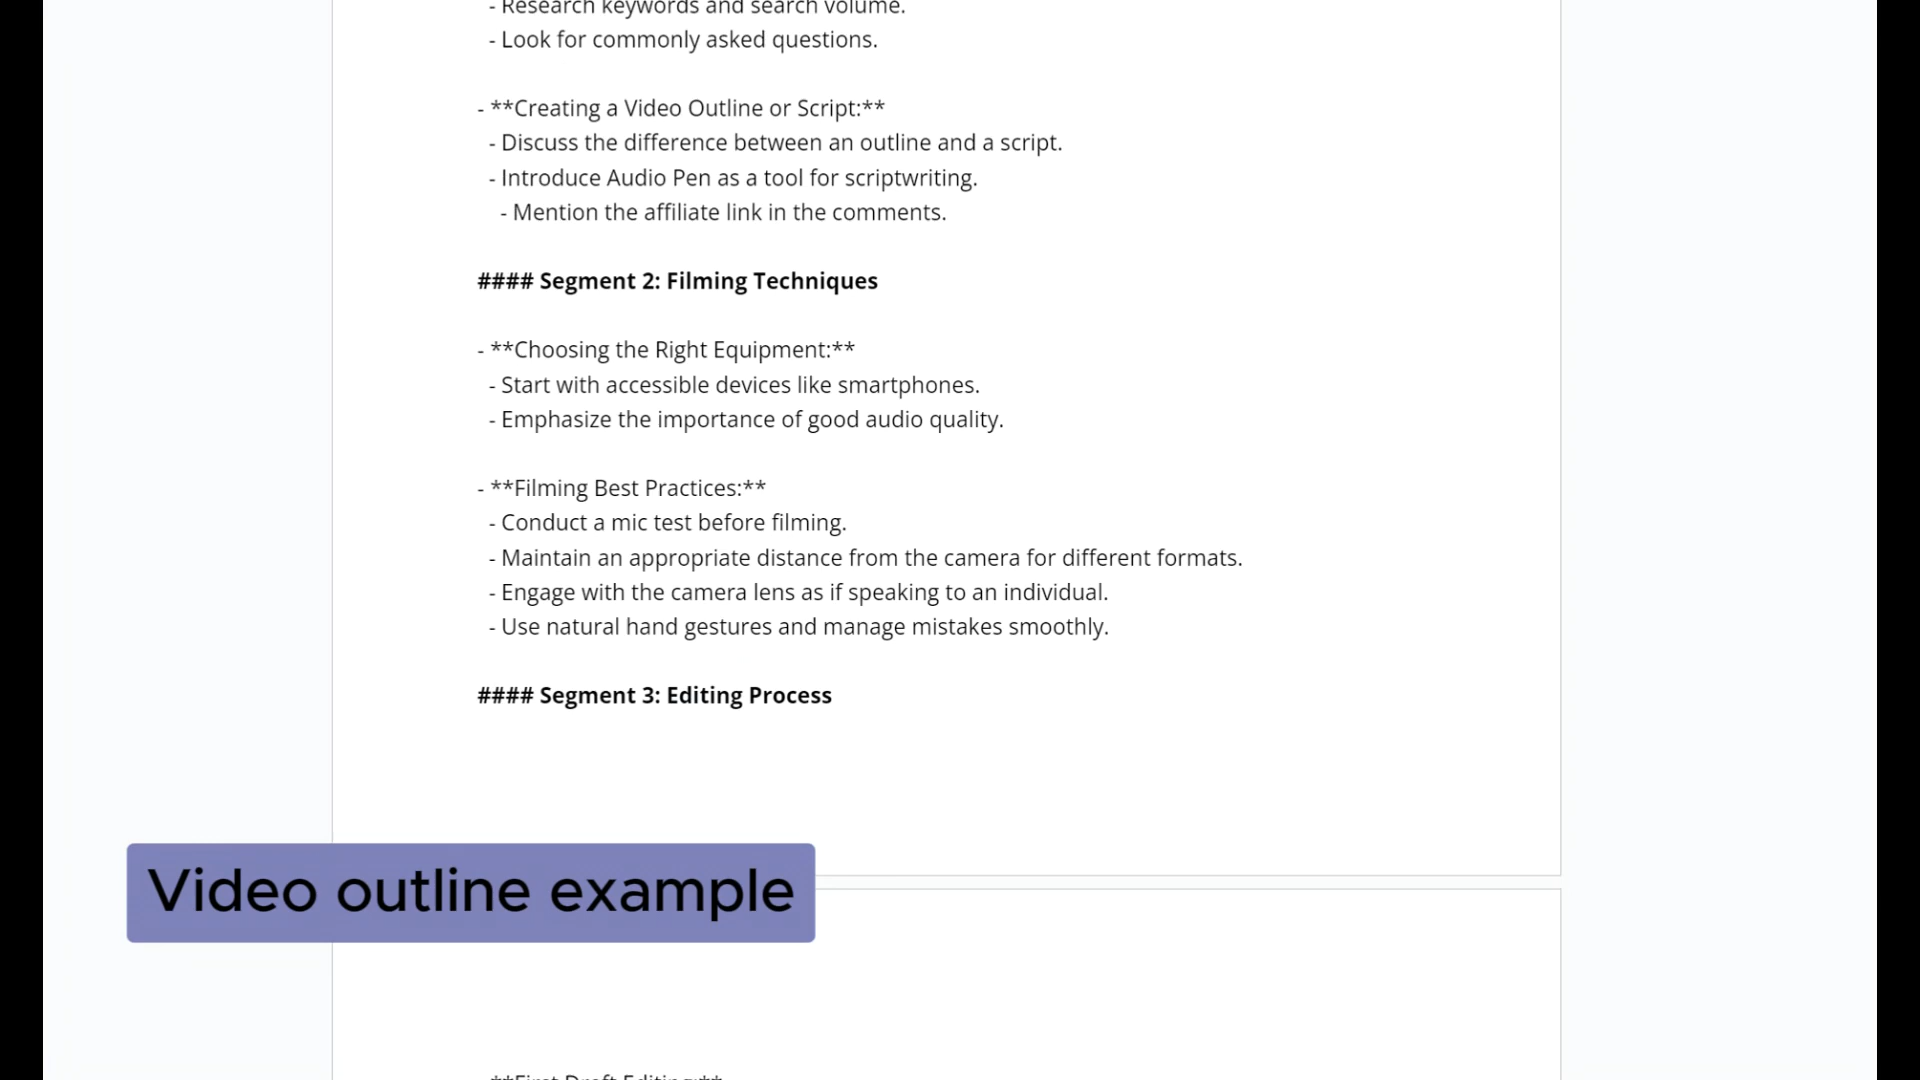 - Research keywords and search volume.
- Look for commonly asked questions.
- **Creating a Video Outline or Script:**
- Discuss the difference between an outline and a script.
- Introduce Audio Pen as a tool for scriptwriting.
- Mention the affiliate link in the comments.
#### Segment 2: Filming Techniques
- **Choosing the Right Equipment:**
- Start with accessible devices like smartphones.
- Emphasize the importance of good audio quality.
- **Filming Best Practices:**
- Conduct a mic test before filming.
- Maintain an appropriate distance from the camera for different formats.
- Engage with the camera lens as if speaking to an individual.
- Use natural hand gestures and manage mistakes smoothly.
#### Segment 3: Editing Process
Video outline example
**First Draft Editing:**